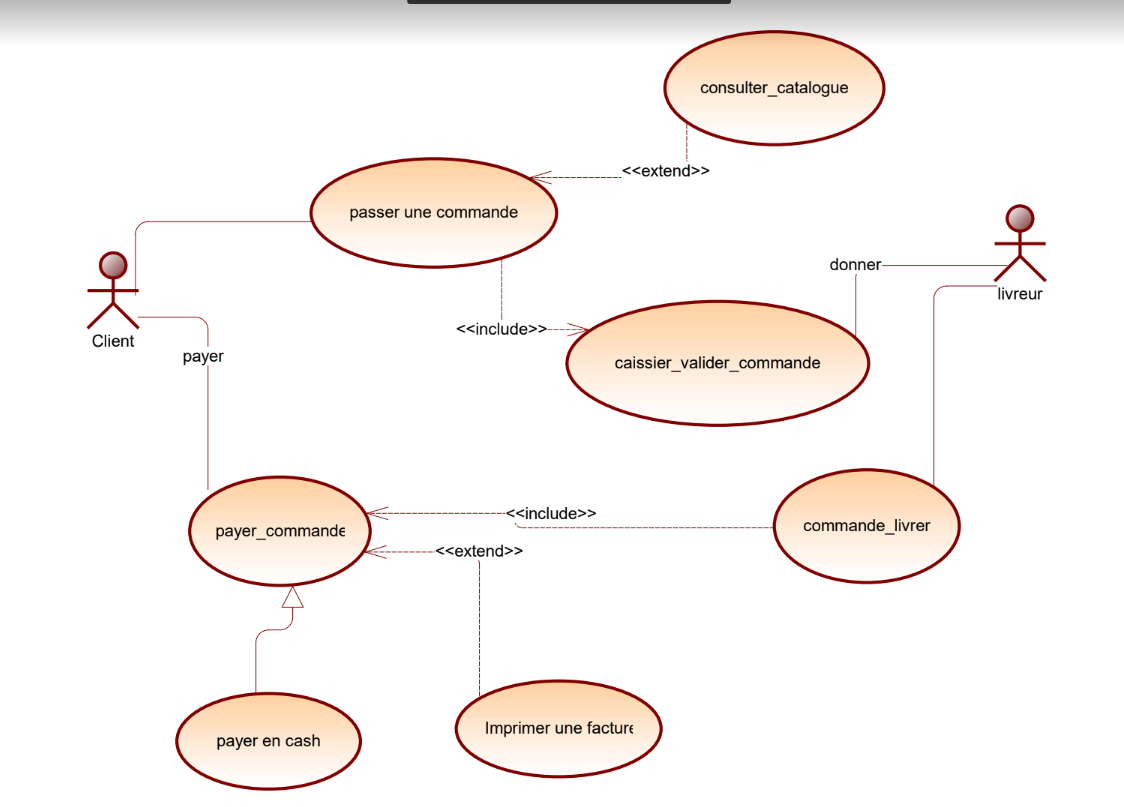 consulter_catalogue
<<extend>>
passer une commande
donner
livreur
<<include>>
Client
payer
caissier_valider_commande
<<include>>
payer_commande
commande_livrer
<<extend>>
Imprimer une facture
payer en cash